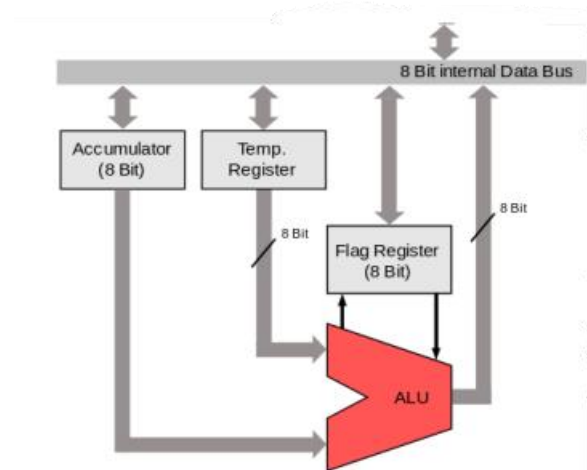 8 Bit internal Data Bus
Accumulator
(8 Bit)
Temp.
Register
8 Bit
8 Bit
Flag Register
(8 Bit)
ALU